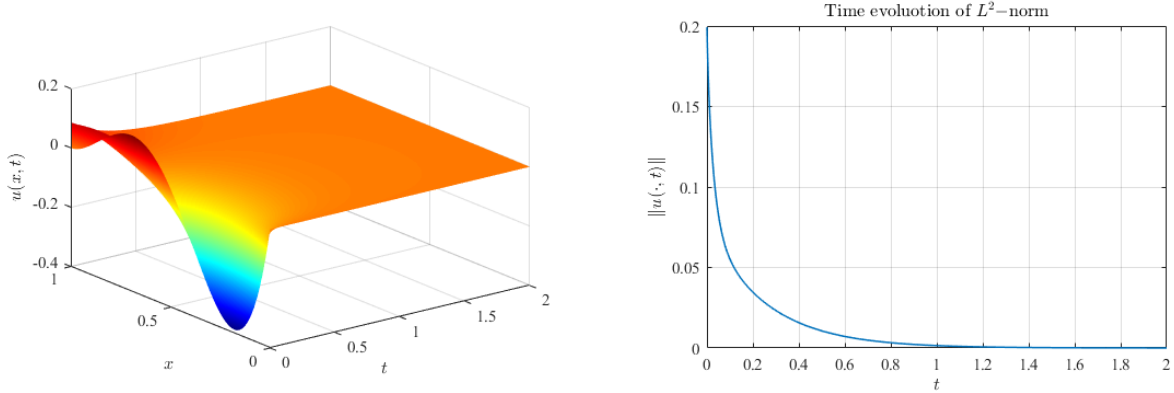 0.2
0
-0.2
-0.4
u(x, t)
1
0.5
0
x
0
0.5
1
1.5
2
t
Time evoluotion of L²−norm
0.2
0.15
0.1
0.05
0
‖u(·, t)‖
0 0.2 0.4 0.6 0.8 1 1.2 1.4 1.6 1.8 2
t